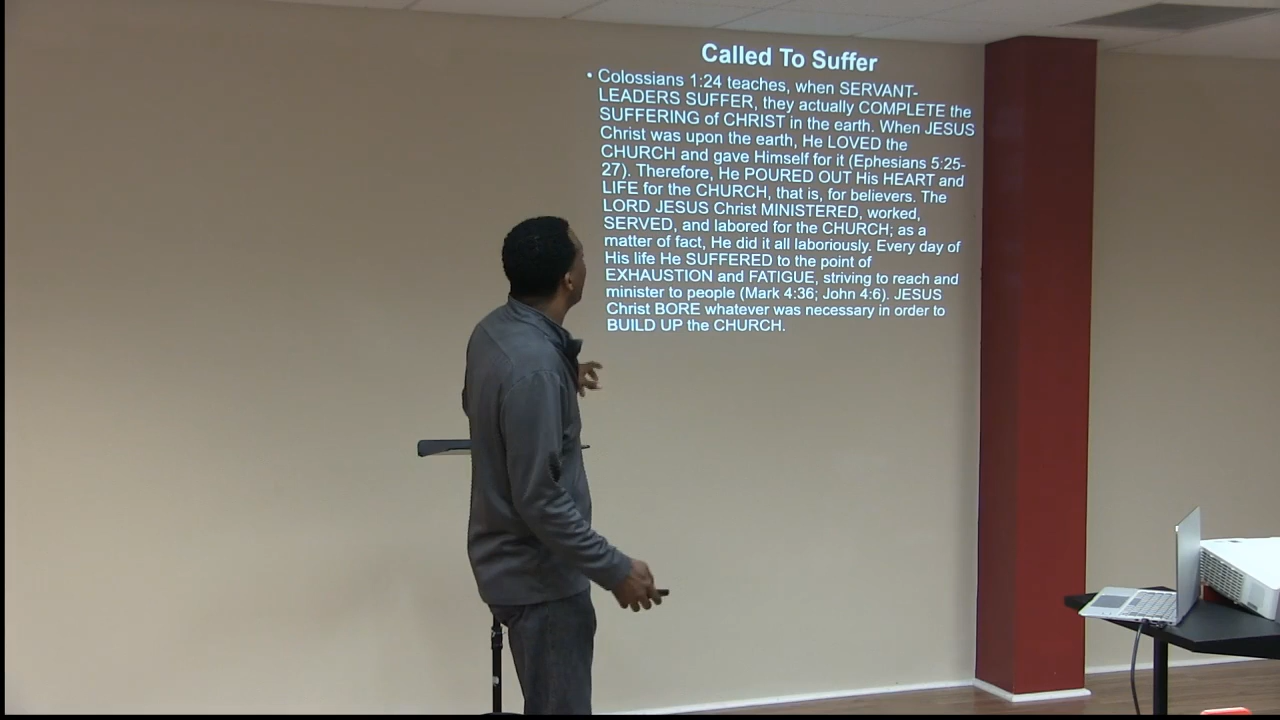 Called To Suffer
• Colossians 1:24 teaches, when SERVANT-
LEADERS SUFFER, they actually COMPLETE the
SUFFERING of CHRIST in the earth. When JESUS
Christ was upon the earth, He LOVED the
CHURCH and gave Himself for it (Ephesians 5:25-
27). Therefore, He POURED OUT His HEART and
LIFE for the CHURCH, that is, for believers. The
LORD JESUS Christ MINISTERED, worked,
SERVED, and labored for the CHURCH; as a
matter of fact, He did it all laboriously. Every day of
His life He SUFFERED to the point of
EXHAUSTION and FATIGUE, striving to reach and
minister to people (Mark 4:36; John 4:6). JESUS
Christ BORE whatever was necessary in order to
BUILD UP the CHURCH.